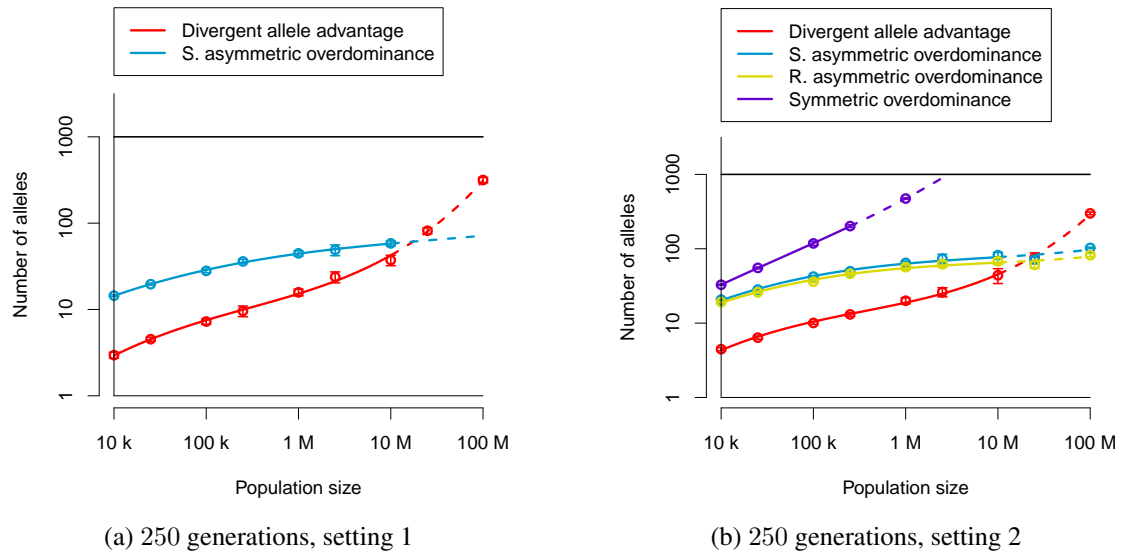 Divergent allele advantage
S. asymmetric overdominance
Number of alleles
1000
100
10
1
10 k
100 k
1 M
10 M
100 M
Population size
(a) 250 generations, setting 1
Divergent allele advantage
S. asymmetric overdominance
R. asymmetric overdominance
Symmetric overdominance
Number of alleles
1000
100
10
1
10 k
100 k
1 M
10 M
100 M
Population size
(b) 250 generations, setting 2